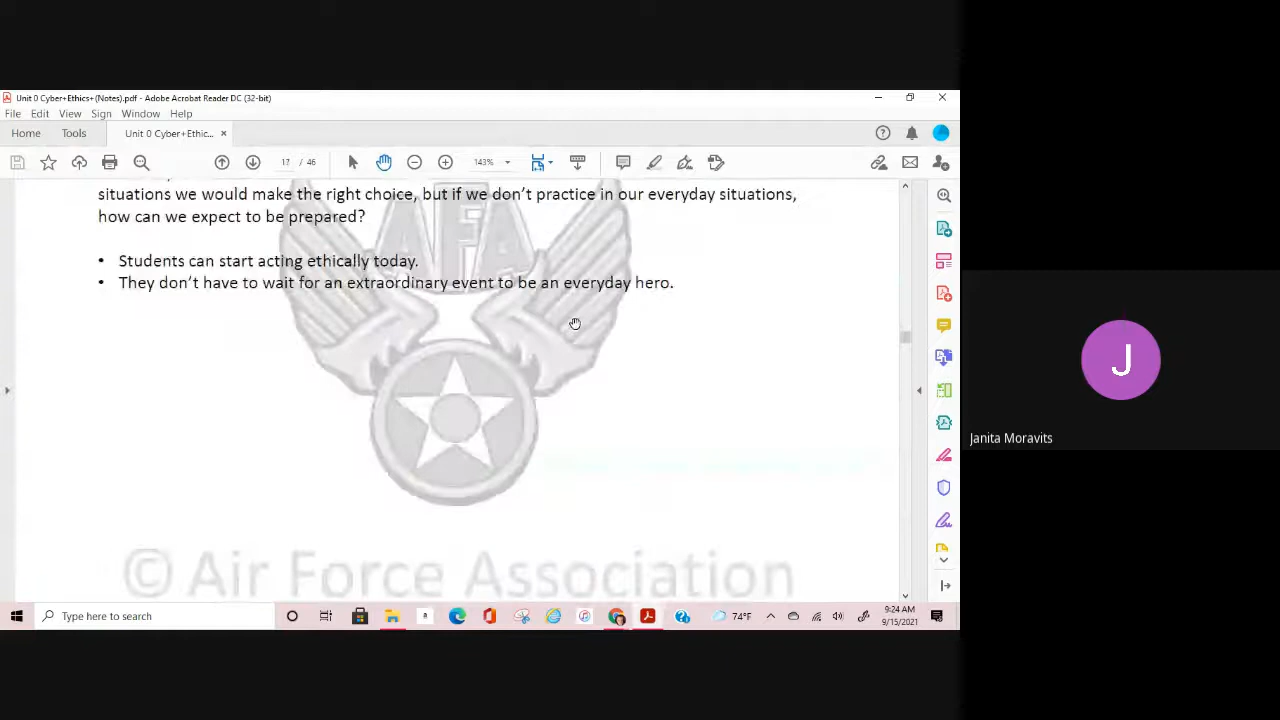 Unit 0 Cyber+Ethics+(Notes).pdf - Adobe Acrobat Reader DC (32-bit)
File Edit View Sign Window Help
Home Tools Unit 0 Cyber+Ethic... ×
17 / 46 143%
situations we would make the right choice, but if we don't practice in our everyday situations,
how can we expect to be prepared?
• Students can start acting ethically today.
• They don't have to wait for an extraordinary event to be an everyday hero.
AFA
© Air Force Association
J
Janita Moravits
Type here to search
a
74°F
9:24 AM
9/15/2021